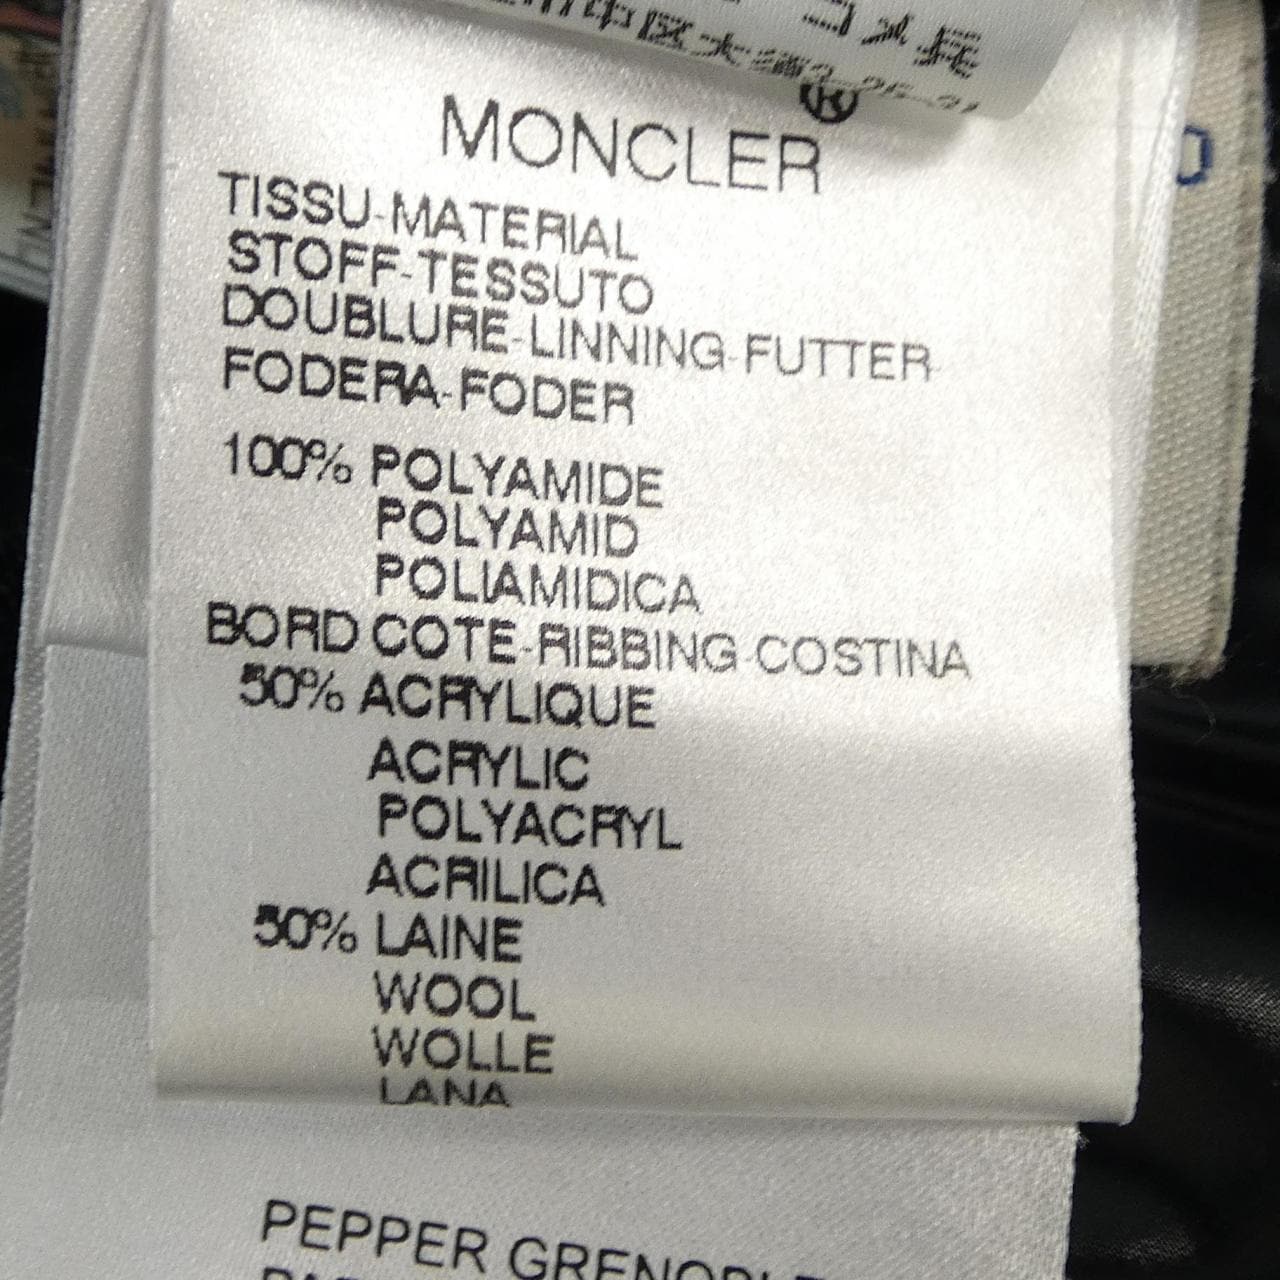 MONCLER®
TISSU-MATERIAL
STOFF-TESSUTO
DOUBLURE-LINNING-FUTTER-
FODERA-FODER
100% POLYAMIDE
POLYAMID
POLIAMIDICA
BORD COTE-RIBBING-COSTINA
50% ACRYLIQUE
ACRYLIC
POLYACRYL
ACRILICA
50% LAINE
WOOL
WOLLE
LANA
PEPPER